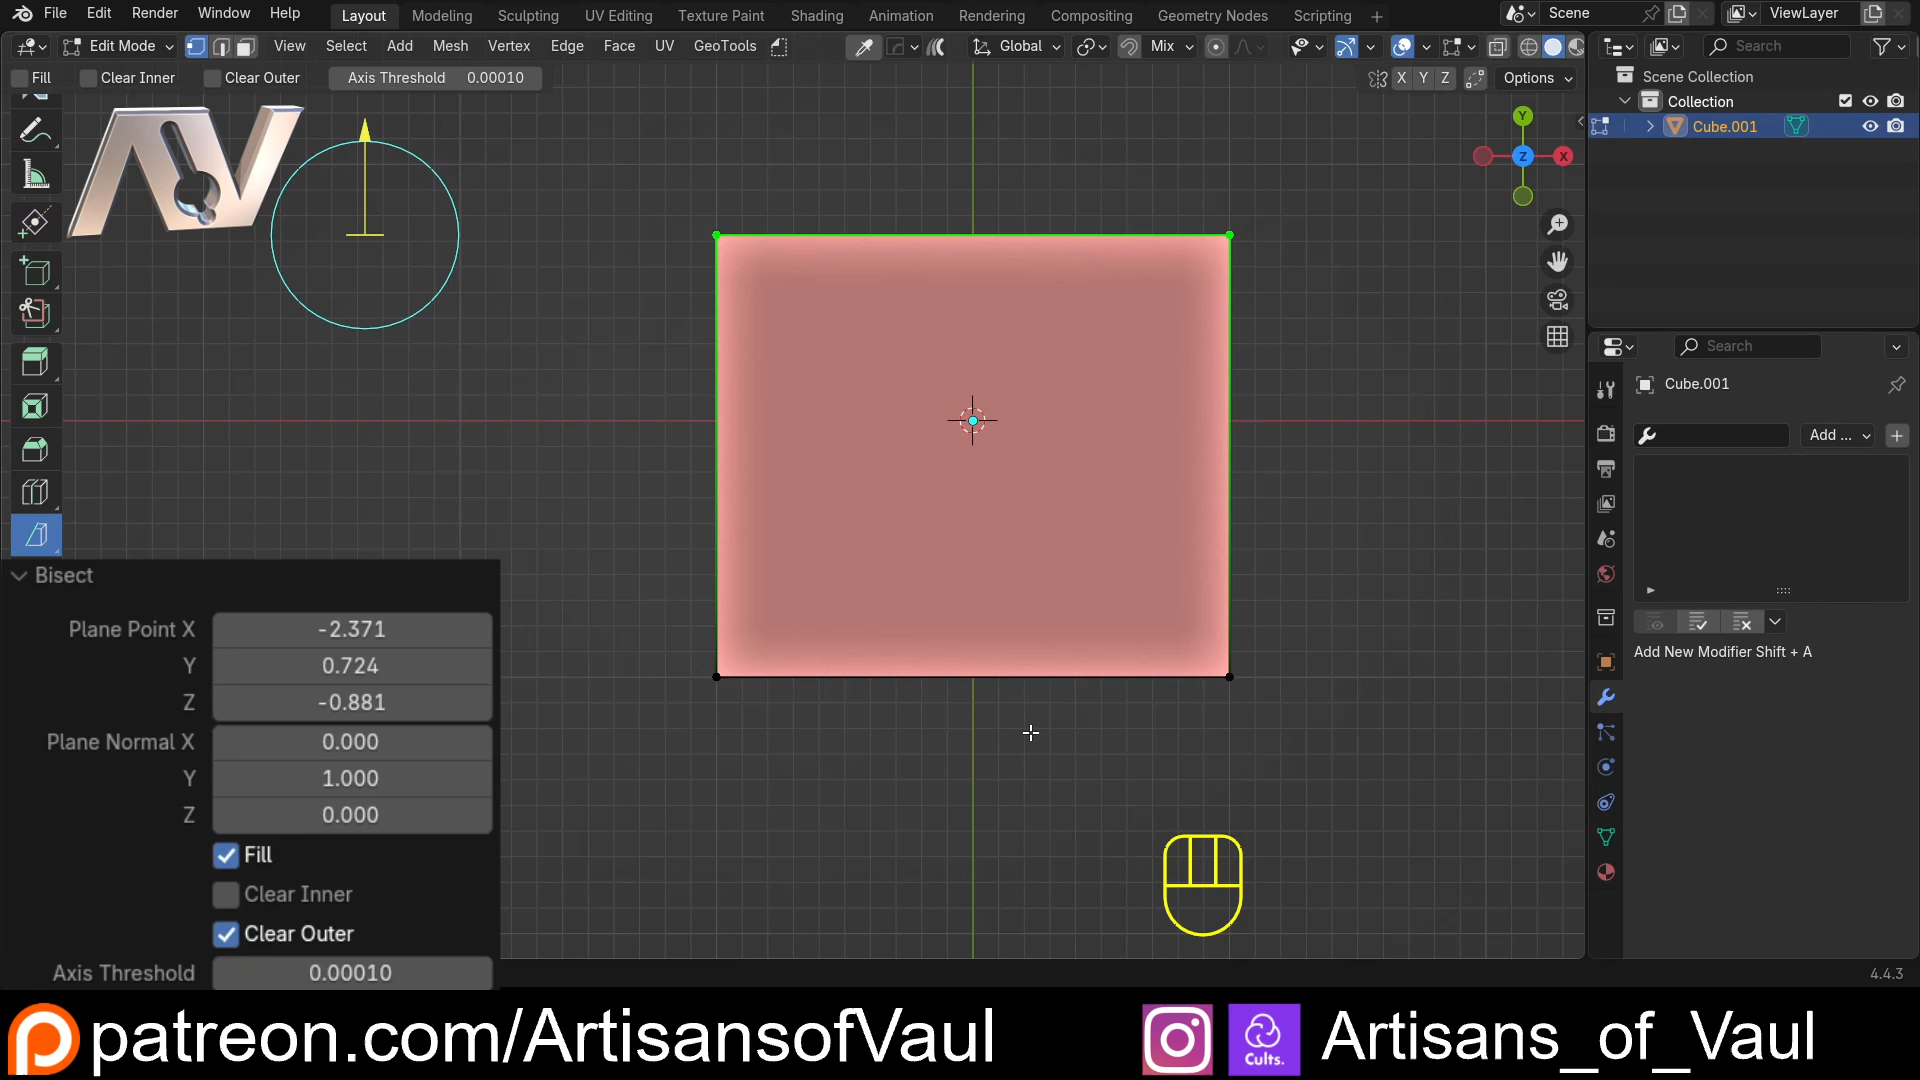 File Edit Render Window Help Layout Modeling Sculpting UV Editing Texture Paint Shading Animation Rendering Compositing Geometry Nodes Scripting + Scene ViewLayer
Edit Mode View Select Add Mesh Vertex Edge Face UV GeoTools Global Mix Search
Fill Clear Inner Clear Outer Axis Threshold 0.00010 X Y Z Options
Scene Collection
Collection
Cube.001
Y
Z X
Search
Cube.001
Add ...
Add New Modifier Shift + A
Bisect
Plane Point X -2.371
Y 0.724
Z -0.881
Plane Normal X 0.000
Y 1.000
Z 0.000
Fill
Clear Inner
Clear Outer
Axis Threshold 0.00010
4.4.3
patreon.com/ArtisansofVaul Cults. Artisans_of_Vaul